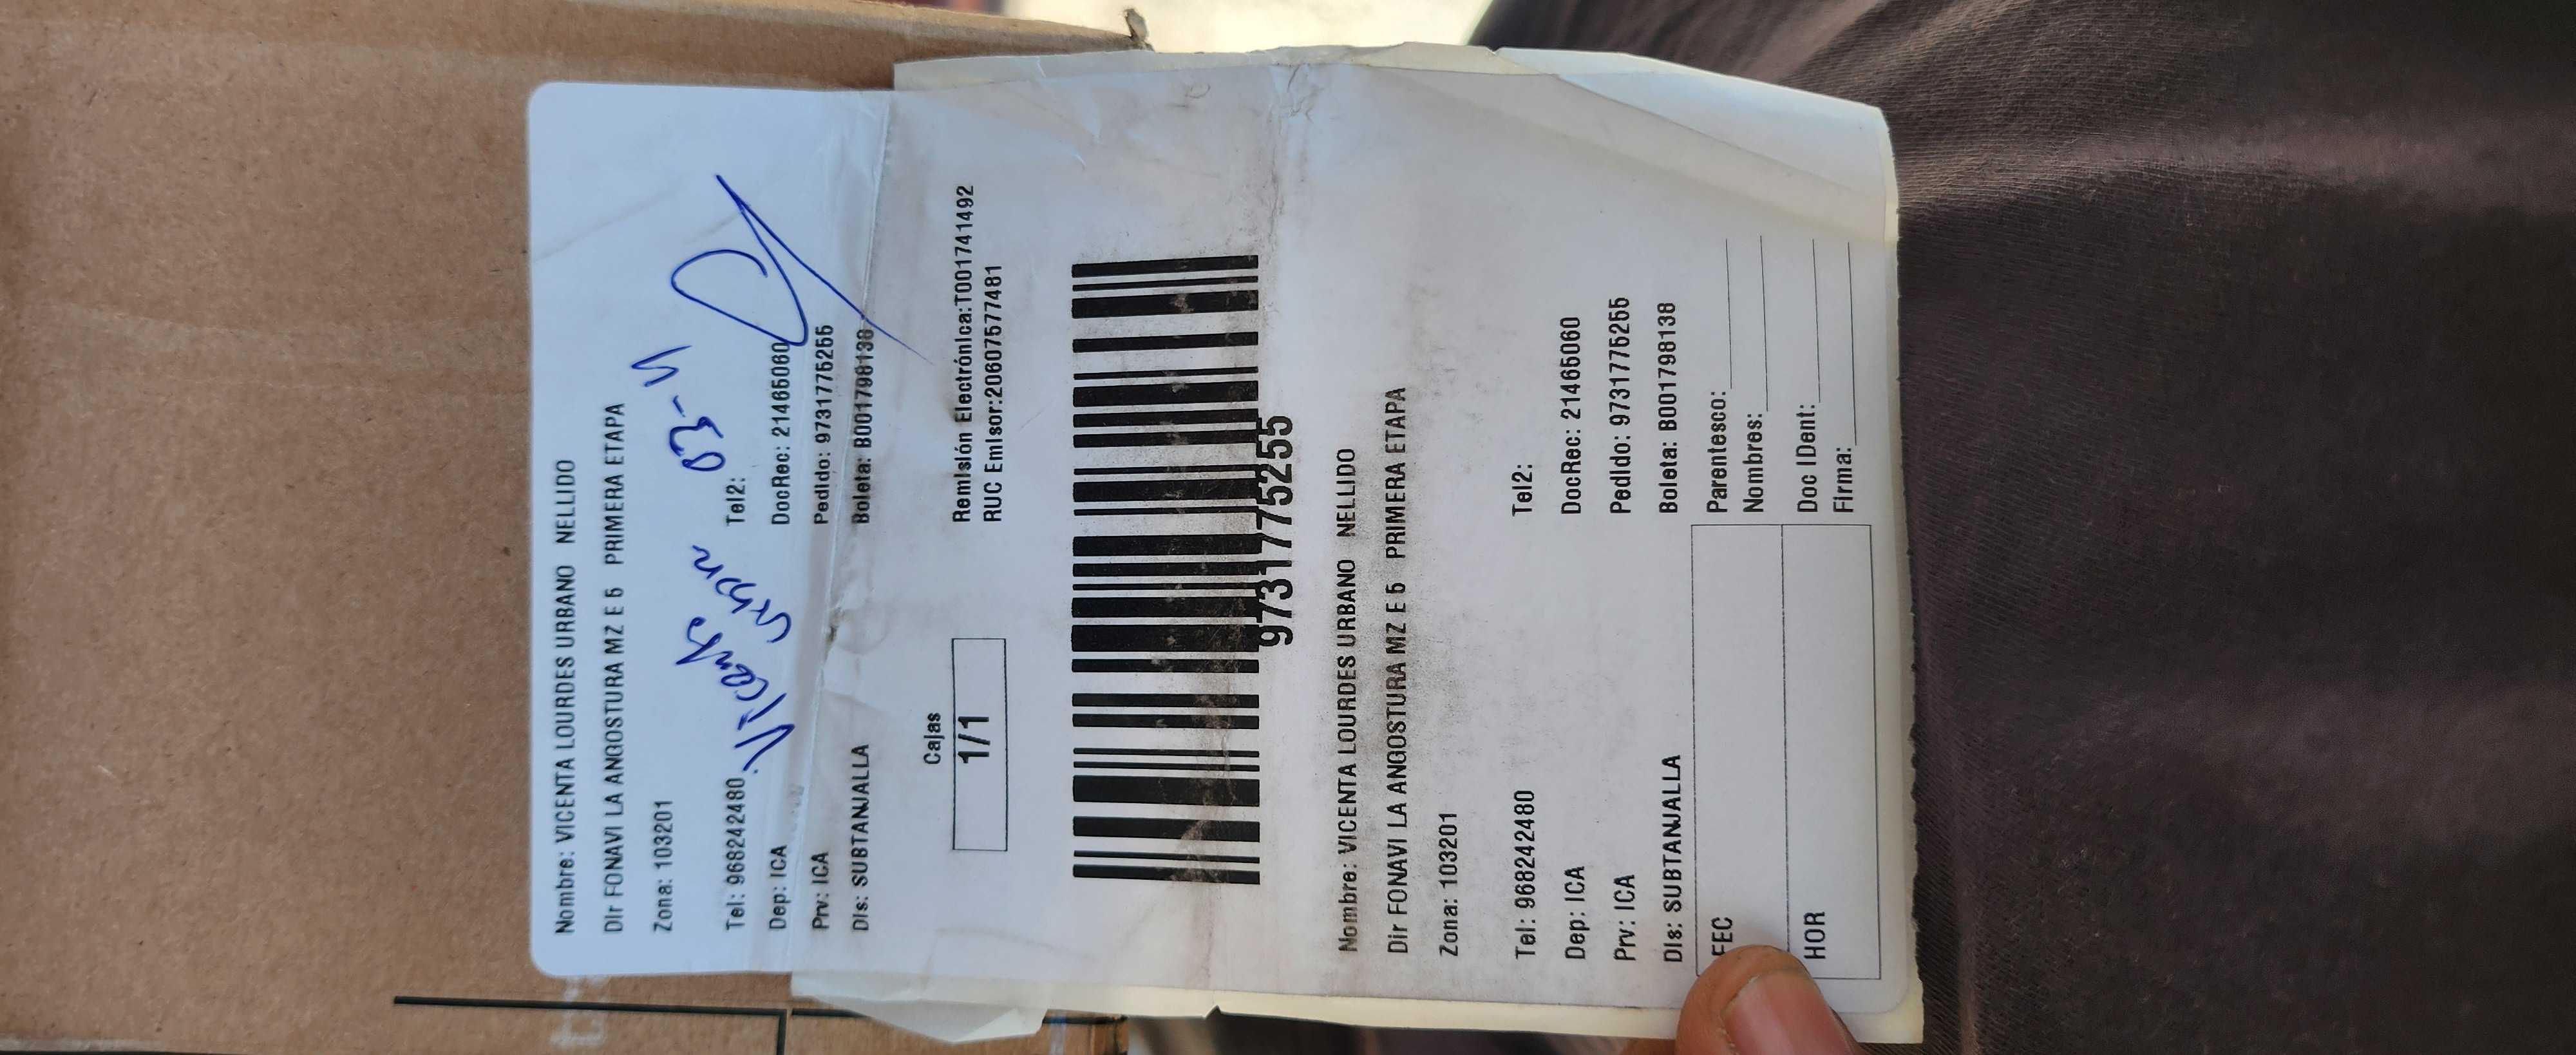 Nombre: VICENTA LOURDES URBANO NELLIDO
Dir FONAVI LA ANGOSTURA MZ E 5 PRIMERA ETAPA
Zona: 103201
Tel: 968242480 Tel2:
Dep: ICA DocRec: 21465060
Prv: ICA Pedido: 9731775255
Dis: SUBTANJALLA Boleta: B001798138
Vicenta
03-11
Cajas
1/1
Remisión Electrónica:T001741492
RUC Emisor:20607577481
9731775255
Nombre: VICENTA LOURDES URBANO NELLIDO
Dir FONAVI LA ANGOSTURA MZ E 5 PRIMERA ETAPA
Zona: 103201
Tel: 968242480 Tel2:
Dep: ICA DocRec: 21465060
Prv: ICA Pedido: 9731775255
Dis: SUBTANJALLA Boleta: B001798138
FEC
Parentesco:
Nombres:
HOR
Doc IDent:
Firma: